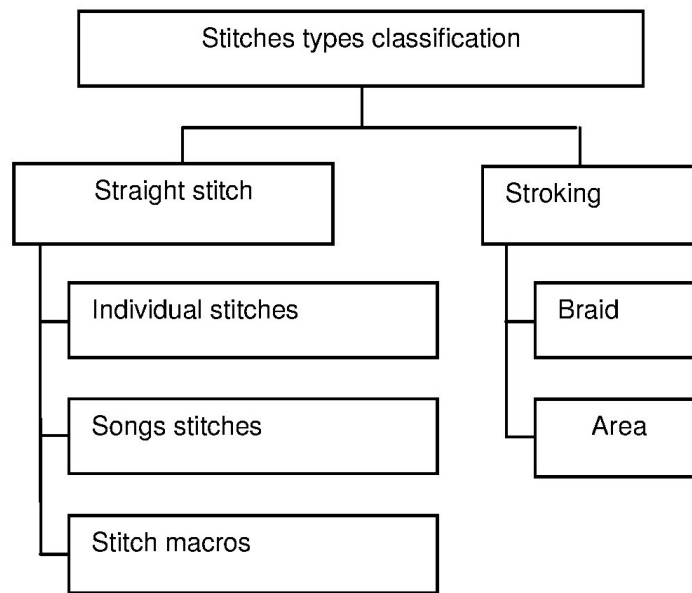 Stitches types classification
Straight stitch
Stroking
Individual stitches
Braid
Songs stitches
Area
Stitch macros